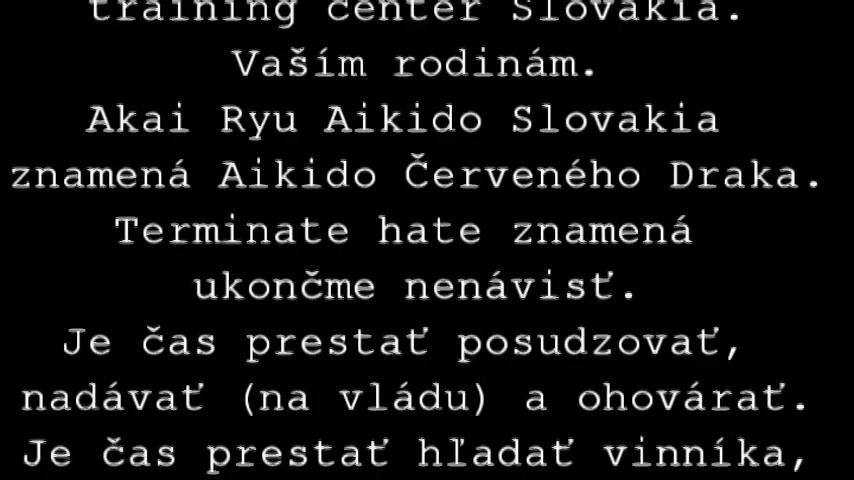 training center Slovakia.
Vaším rodinám.
Akai Ryu Aikido Slovakia
znamená Aikido Červeného Draka.
Terminate hate znamená
ukončme nenávisť.
Je čas prestať posudzovať,
nadávať (na vládu) a ohovárať.
Je čas prestať hľadať vinníka,